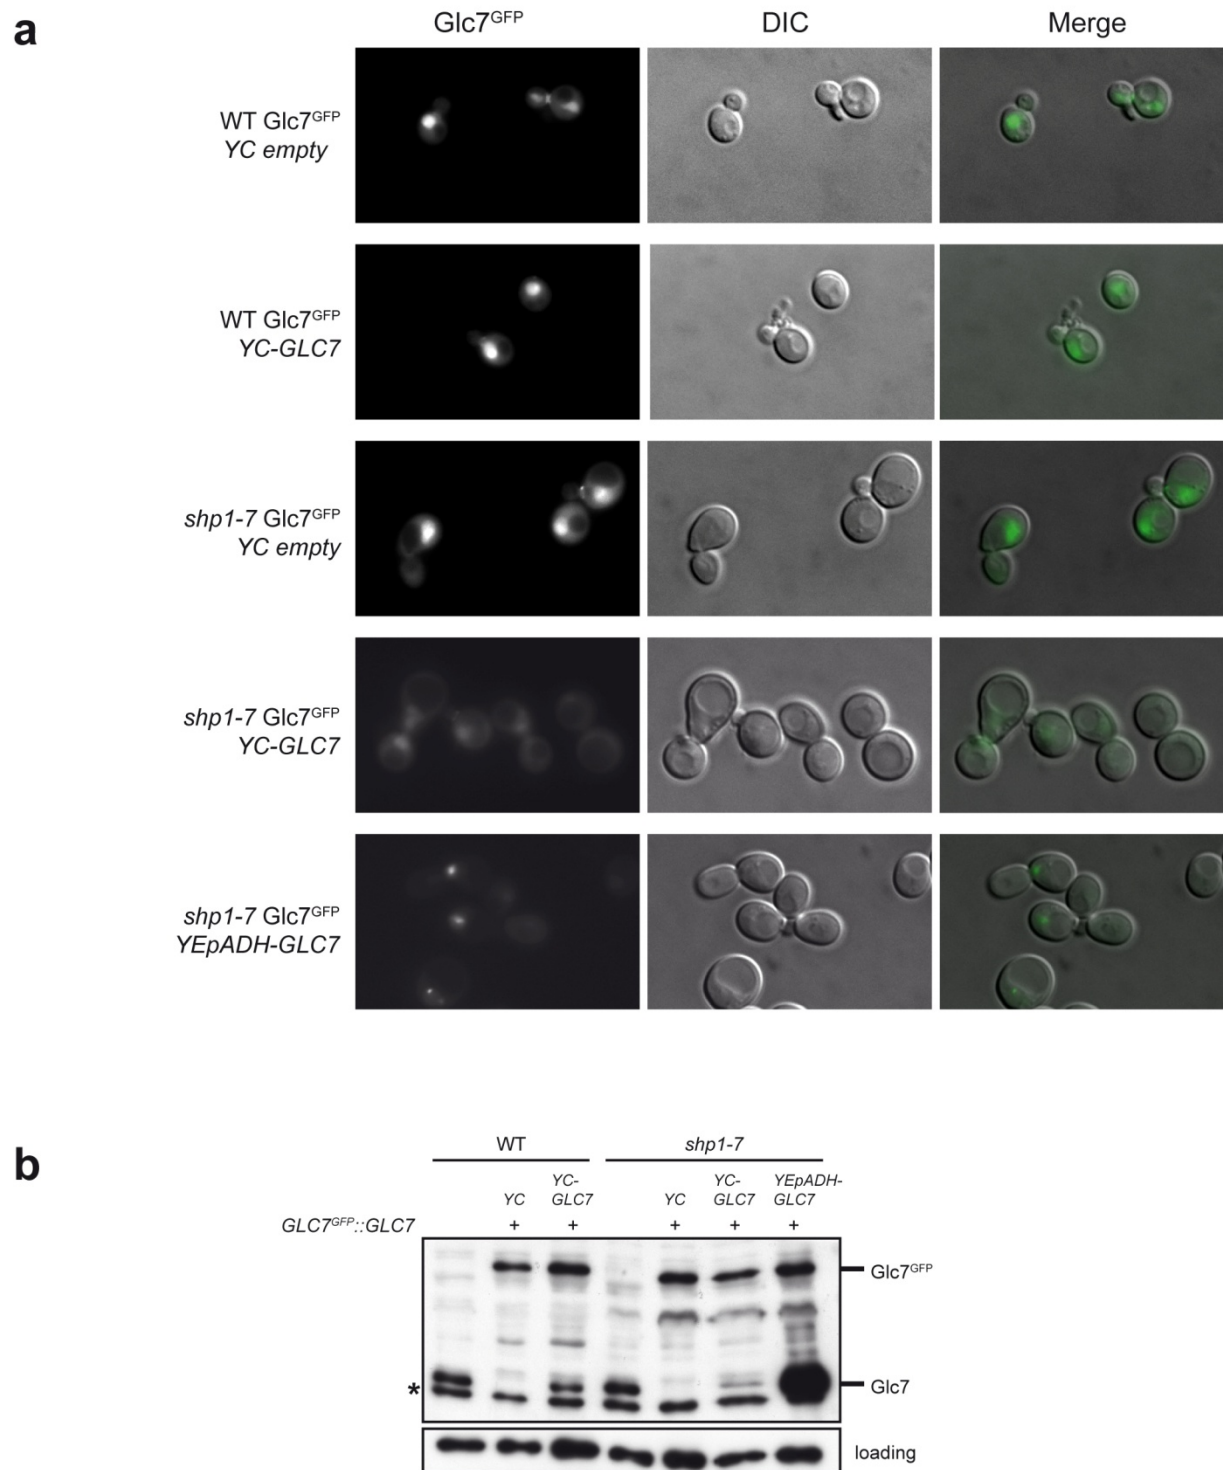 a
Glc7GFP DIC Merge
WT Glc7GFP
YC empty
WT Glc7GFP
YC-GLC7
shp1-7 Glc7GFP
YC empty
shp1-7 Glc7GFP
YC-GLC7
shp1-7 Glc7GFP
YEpADH-GLC7
b
WT shp1-7
YC YC-GLC7 YC YC-GLC7 YEpADH-GLC7
GLC7GFP::GLC7 + + + + +
Glc7GFP
* Glc7
loading